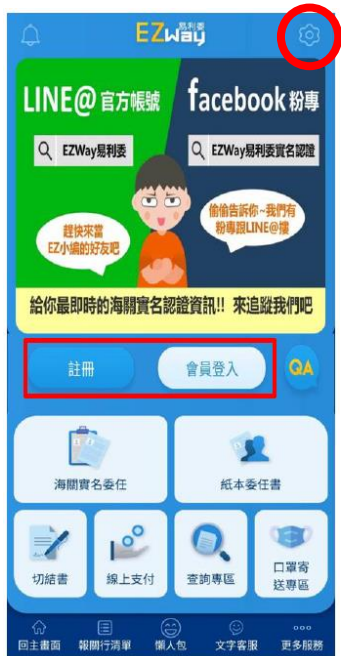 EZWay易利委
LINE@ 官方帳號
facebook 粉專
EZWay易利委
EZWay易利委實名認證
趕快來當
EZ小編的好友吧
偷偷告訴你~我們有
粉專跟LINE@摟
給你最即時的海關實名認證資訊!! 來追蹤我們吧
註冊
會員登入
QA
海關實名委任
紙本委任書
切結書
線上支付
查詢專區
口罩寄
送專區
回主畫面
報關行清單
懶人包
文字客服
更多服務